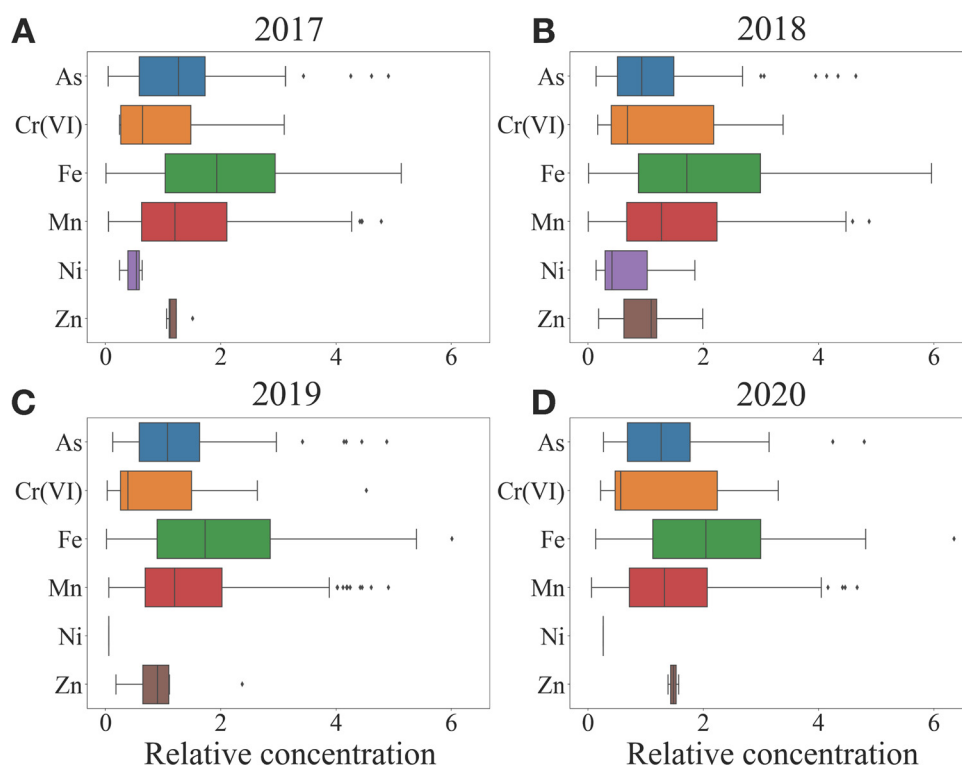 A
2017
As
Cr(VI)
Fe
Mn
Ni
Zn
0 2 4 6
B
2018
As
Cr(VI)
Fe
Mn
Ni
Zn
0 2 4 6
C
2019
As
Cr(VI)
Fe
Mn
Ni
Zn
0 2 4 6
Relative concentration
D
2020
As
Cr(VI)
Fe
Mn
Ni
Zn
0 2 4 6
Relative concentration